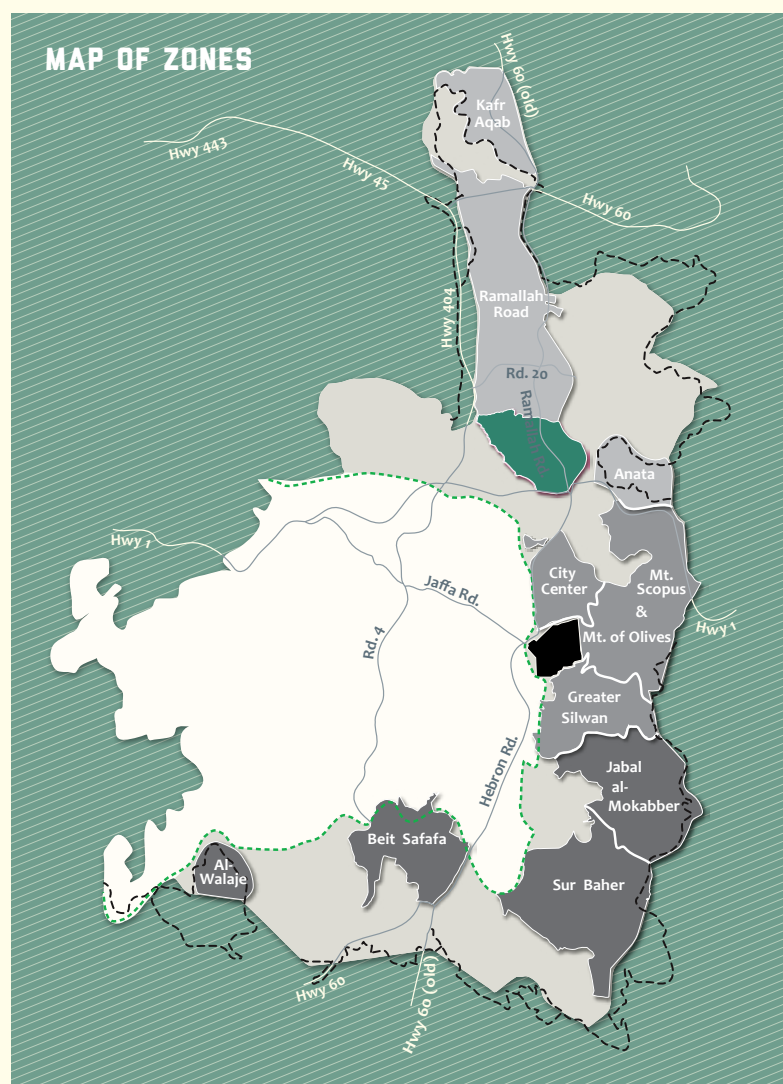 MAP OF ZONES
Hwy 60 (old)
Kafr
Aqab
Hwy 443
Hwy 45
Hwy 60
Hwy 404
Ramallah
Road
Rd. 20
Anata
Hwy 1
City
Center
Mt.
Scopus
&
Mt. of Olives
Jaffa Rd.
Rd. 4
Hwy 1
Greater
Silwan
Hebron Rd.
Jabal
al-
Mokabber
Beit Safafa
Al-
Walaje
Sur Baher
Hwy 60
Hwy 60 (old)